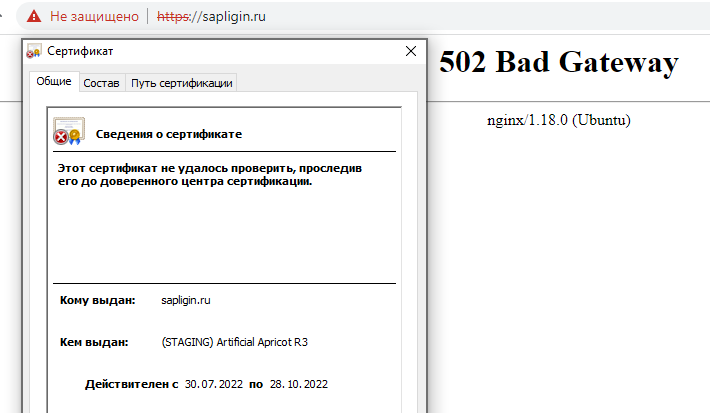 Не защищено | https://sapligin.ru
Сертификат
Общие Состав Путь сертификации
502 Bad Gateway
nginx/1.18.0 (Ubuntu)
Сведения о сертификате
Этот сертификат не удалось проверить, проследив
его до доверенного центра сертификации.
Кому выдан: sapligin.ru
Кем выдан: (STAGING) Artificial Apricot R3
Действителен с 30.07.2022 по 28.10.2022